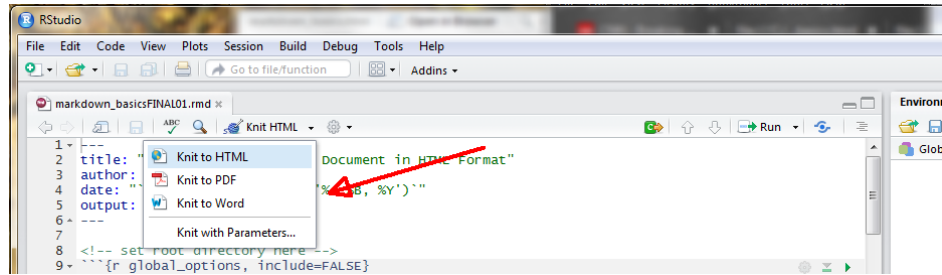 RStudio
File Edit Code View Plots Session Build Debug Tools Help
Go to file/function Addins
markdown_basicsFINAL01.rmd Environ
ABC Knit HTML Run
1 ---
2 title: " Document in HTML Format"
Knit to HTML
3 author:
Knit to PDF
4 date: "` B, %Y')`"
5 output:
Knit to Word
6 ---
7
Knit with Parameters...
8 <!-- set root directory here -->
9 ```{r global_options, include=FALSE}
Glob